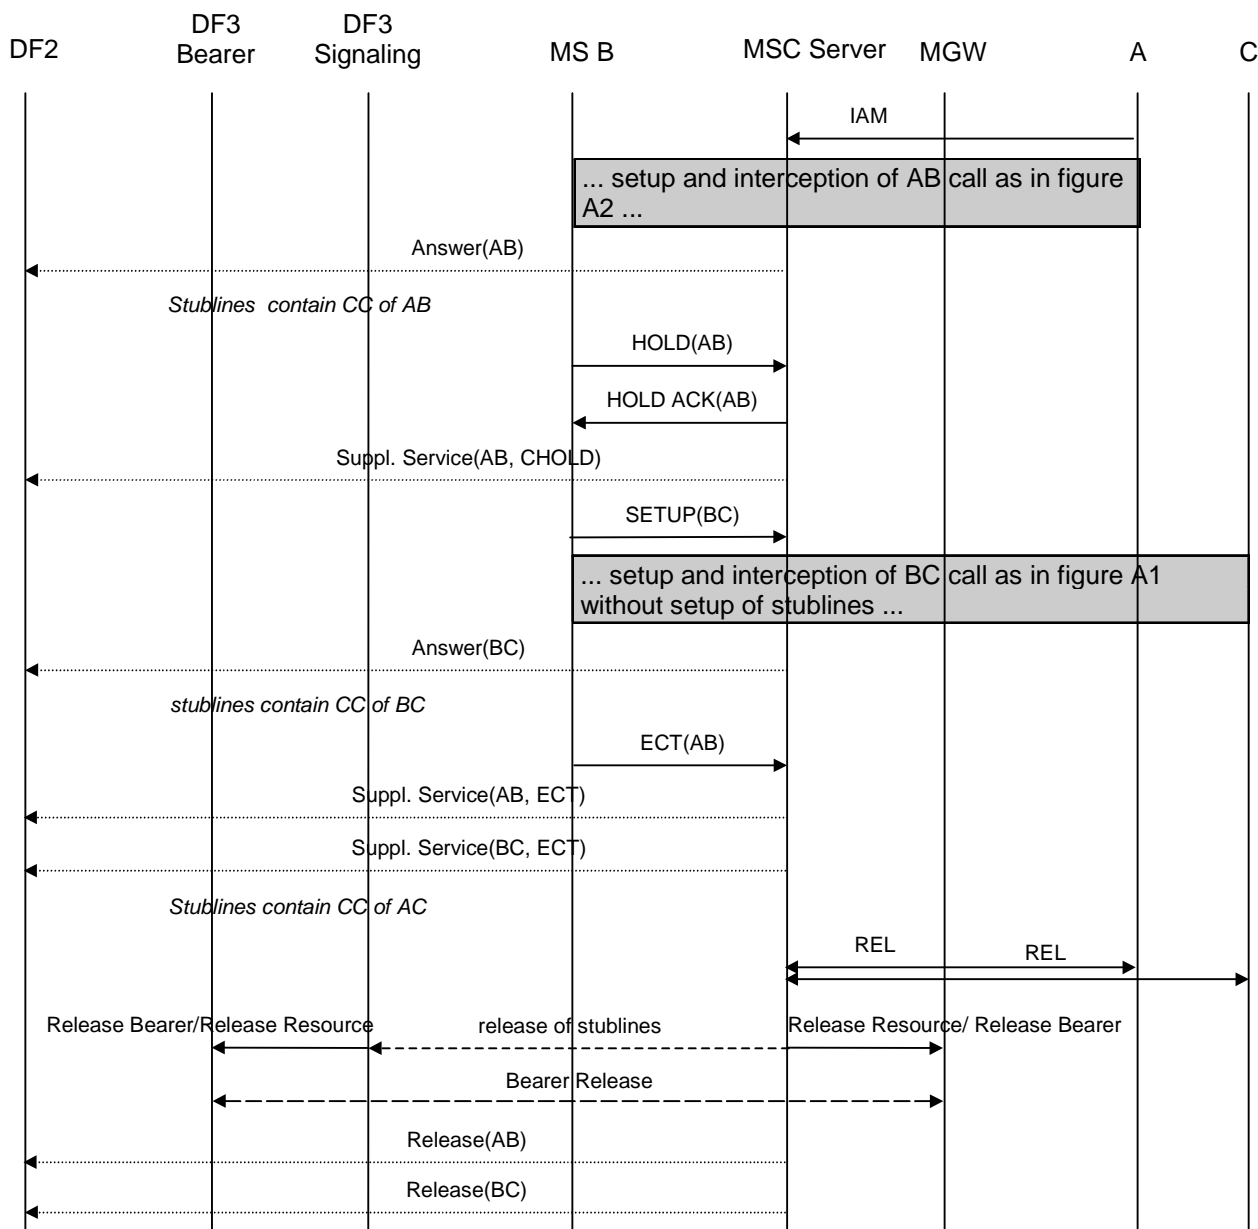 DF2
DF3
Bearer
DF3
Signaling
MS B
MSC Server
MGW
A
C
IAM
... setup and interception of AB call as in figure
A2 ...
Answer(AB)
Stublines contain CC of AB
HOLD(AB)
HOLD ACK(AB)
Suppl. Service(AB, CHOLD)
SETUP(BC)
... setup and interception of BC call as in figure A1
without setup of stublines ...
Answer(BC)
stublines contain CC of BC
ECT(AB)
Suppl. Service(AB, ECT)
Suppl. Service(BC, ECT)
Stublines contain CC of AC
REL
REL
Release Bearer/Release Resource
release of stublines
Release Resource/ Release Bearer
Bearer Release
Release(AB)
Release(BC)